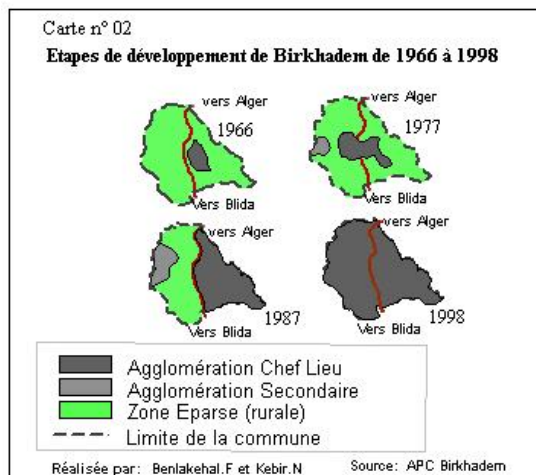 Carte n° 02
Etapes de développement de Birkhadem de 1966 à 1998
vers Alger
1966
Vers Blida
vers Alger
1977
Vers Blida
vers Alger
1987
Vers Blida
vers Alger
1998
Vers Blida
Agglomération Chef Lieu
Agglomération Secondaire
Zone Eparse (rurale)
Limite de la commune
Réalisée par: Benlakehal.F et Kebir.N Source: APC Birkhadem